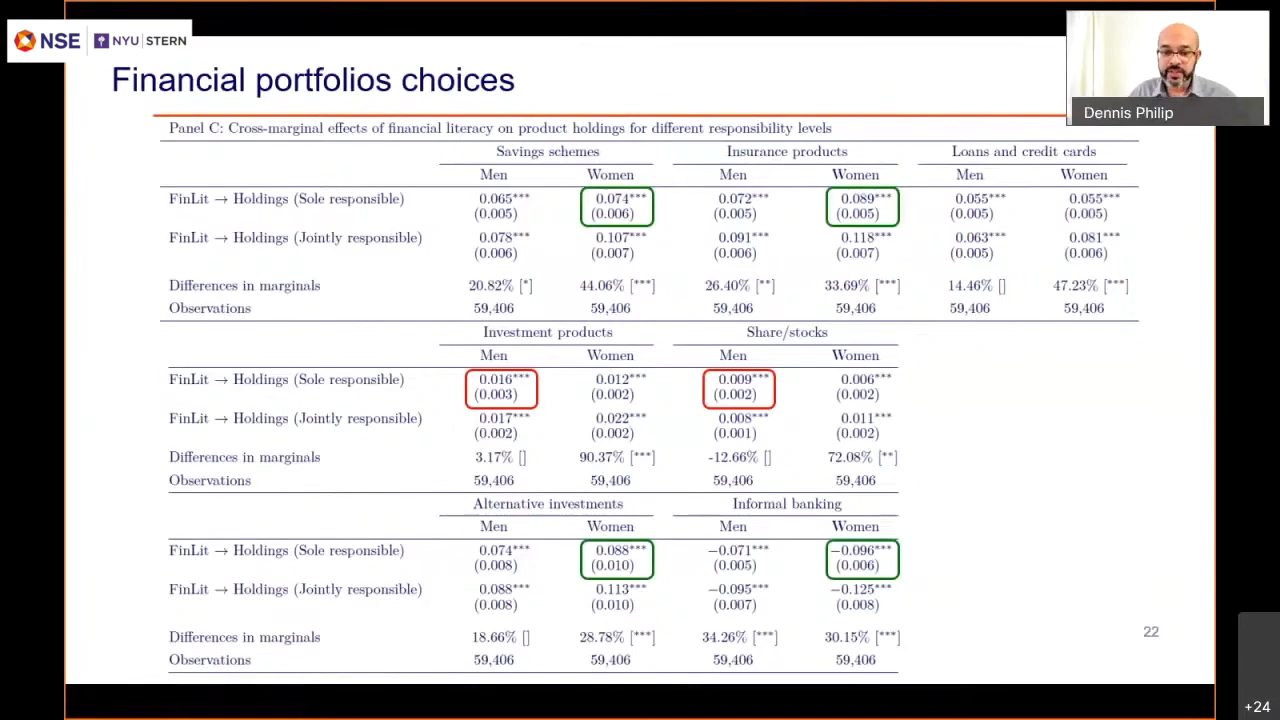 NSE NYU STERN
Financial portfolios choices
Dennis Philip
Panel C: Cross-marginal effects of financial literacy on product holdings for different responsibility levels
Savings schemes Insurance products Loans and credit cards
Men Women Men Women Men Women
FinLit → Holdings (Sole responsible) 0.065*** 0.074*** 0.072*** 0.089*** 0.055*** 0.055***
(0.005) (0.006) (0.005) (0.005) (0.005) (0.005)
FinLit → Holdings (Jointly responsible) 0.078*** 0.107*** 0.091*** 0.118*** 0.063*** 0.081***
(0.006) (0.007) (0.006) (0.007) (0.005) (0.006)
Differences in marginals 20.82% [*] 44.06% [***] 26.40% [**] 33.69% [***] 14.46% [] 47.23% [***]
Observations 59,406 59,406 59,406 59,406 59,406 59,406
Investment products Share/stocks
Men Women Men Women
FinLit → Holdings (Sole responsible) 0.016*** 0.012*** 0.009*** 0.006***
(0.003) (0.002) (0.002) (0.002)
FinLit → Holdings (Jointly responsible) 0.017*** 0.022*** 0.008*** 0.011***
(0.002) (0.002) (0.001) (0.002)
Differences in marginals 3.17% [] 90.37% [***] -12.66% [] 72.08% [**]
Observations 59,406 59,406 59,406 59,406
Alternative investments Informal banking
Men Women Men Women
FinLit → Holdings (Sole responsible) 0.074*** 0.088*** −0.071*** −0.096***
(0.008) (0.010) (0.005) (0.006)
FinLit → Holdings (Jointly responsible) 0.088*** 0.113*** −0.095*** −0.125***
(0.008) (0.010) (0.007) (0.008)
Differences in marginals 18.66% [] 28.78% [***] 34.26% [***] 30.15% [***]
Observations 59,406 59,406 59,406 59,406
22
+24